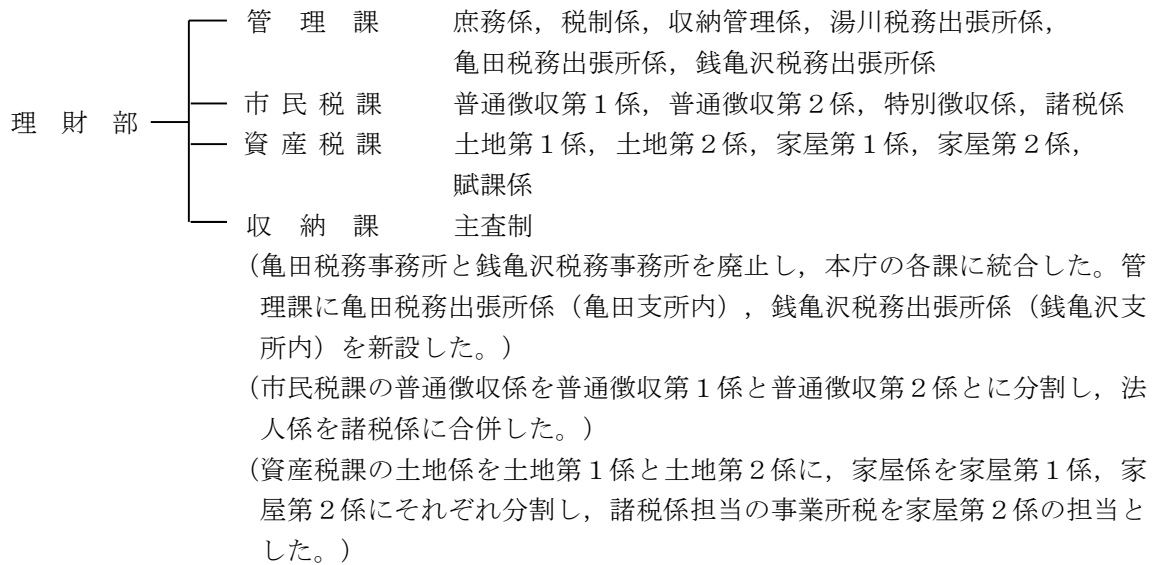 管理課 庶務係，税制係，収納管理係，湯川税務出張所係，
亀田税務出張所係，銭亀沢税務出張所係
理財部 市民税課 普通徴収第１係，普通徴収第２係，特別徴収係，諸税係
資産税課 土地第１係，土地第２係，家屋第１係，家屋第２係，
賦課係
収納課 主査制
（亀田税務事務所と銭亀沢税務事務所を廃止し，本庁の各課に統合した。管
理課に亀田税務出張所係（亀田支所内），銭亀沢税務出張所係（銭亀沢支
所内）を新設した。）
（市民税課の普通徴収係を普通徴収第１係と普通徴収第２係とに分割し，法
人係を諸税係に合併した。）
（資産税課の土地係を土地第１係と土地第２係に，家屋係を家屋第１係，家
屋第２係にそれぞれ分割し，諸税係担当の事業所税を家屋第２係の担当と
した。）